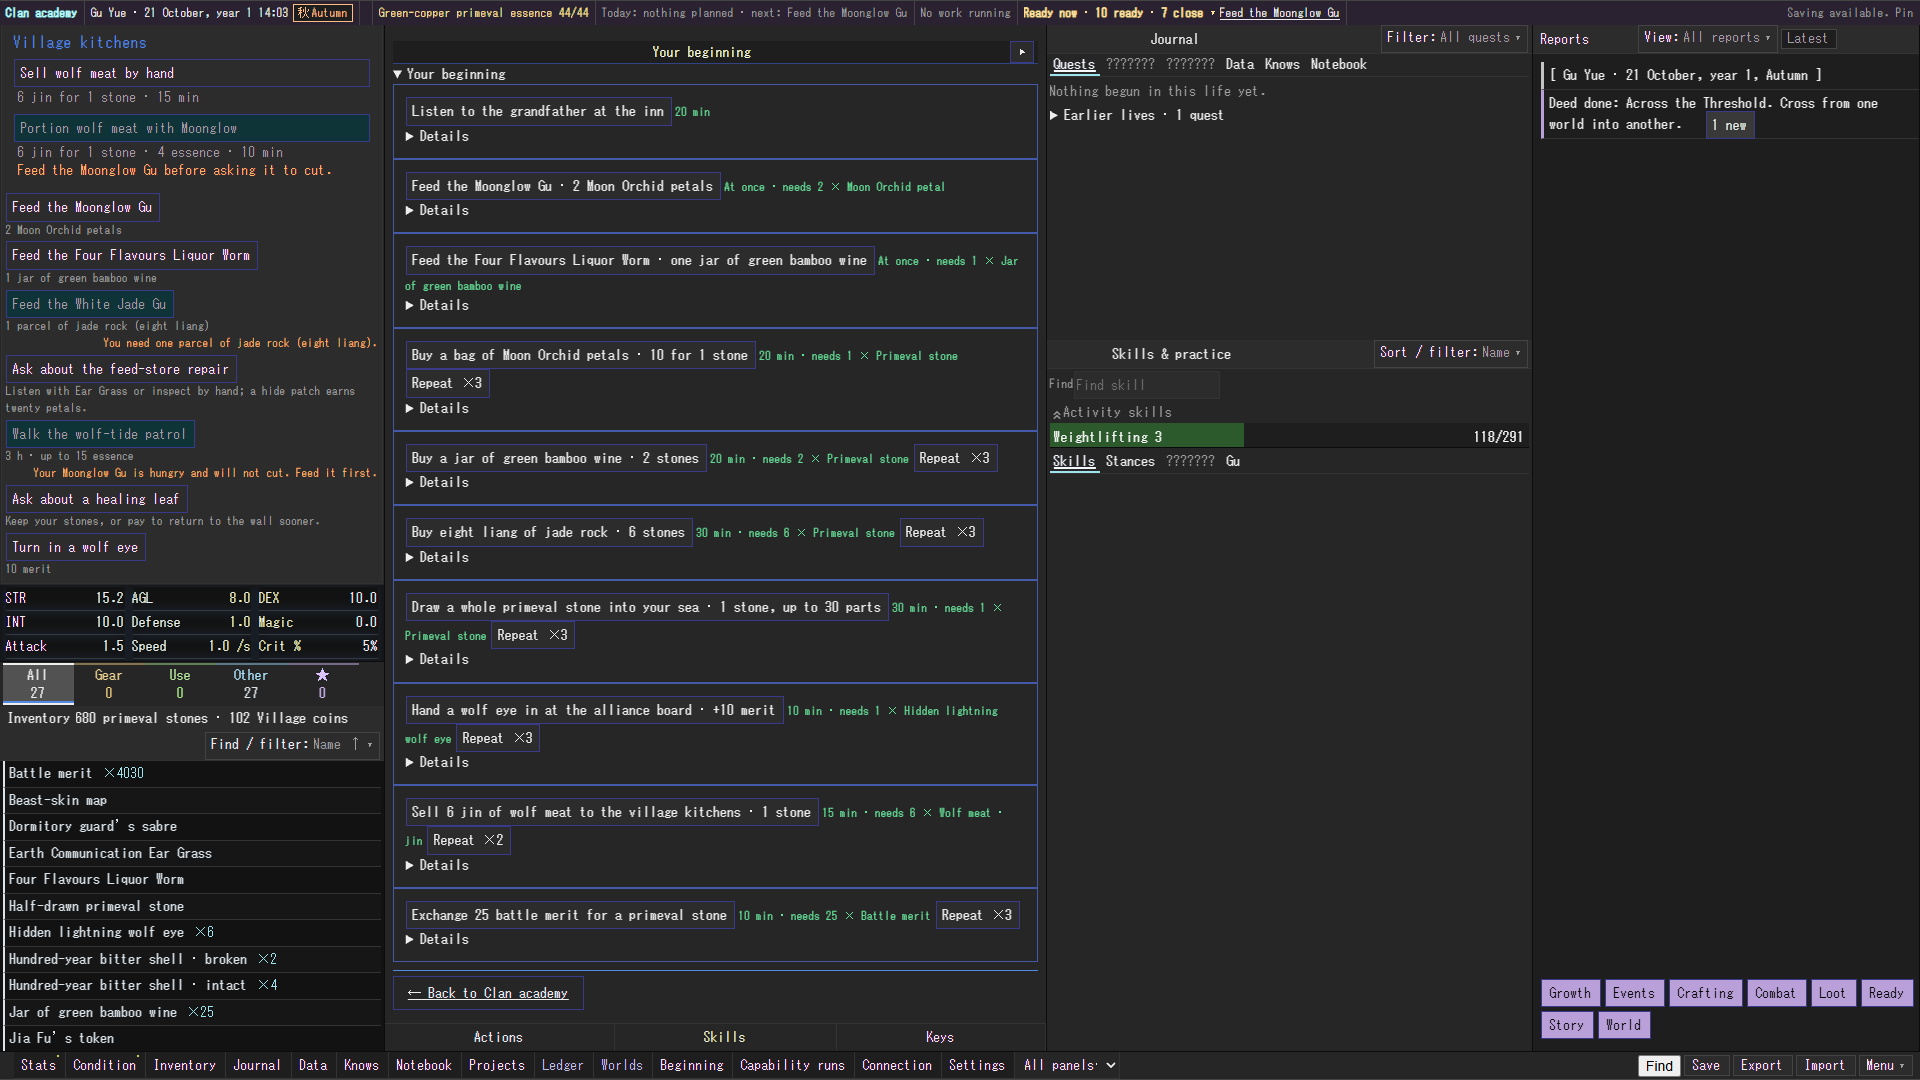 Clan academy Gu Yue · 21 October, year 1 14:03 秋Autumn Green-copper primeval essence 44/44 Today: nothing planned · next: Feed the Moonglow Gu No work running Ready now · 10 ready · 7 close ▾ Feed the Moonglow Gu Saving available. Pin
Village kitchens
Sell wolf meat by hand
6 jin for 1 stone · 15 min
Portion wolf meat with Moonglow
6 jin for 1 stone · 4 essence · 10 min
Feed the Moonglow Gu before asking it to cut.
Feed the Moonglow Gu
2 Moon Orchid petals
Feed the Four Flavours Liquor Worm
1 jar of green bamboo wine
Feed the White Jade Gu
1 parcel of jade rock (eight liang)
You need one parcel of jade rock (eight liang).
Ask about the feed-store repair
Listen with Ear Grass or inspect by hand; a hide patch earns
twenty petals.
Walk the wolf-tide patrol
3 h · up to 15 essence
Your Moonglow Gu is hungry and will not cut. Feed it first.
Ask about a healing leaf
Keep your stones, or pay to return to the wall sooner.
Turn in a wolf eye
10 merit
STR 15.2 AGL 8.0 DEX 10.0
INT 10.0 Defense 1.0 Magic 0.0
Attack 1.5 Speed 1.0 /s Crit % 5%
All Gear Use Other ★
27 0 0 27 0
Inventory 680 primeval stones · 102 Village coins
Find / filter: Name ↑ ▾
Battle merit ×4030
Beast-skin map
Dormitory guard's sabre
Earth Communication Ear Grass
Four Flavours Liquor Worm
Half-drawn primeval stone
Hidden lightning wolf eye ×6
Hundred-year bitter shell · broken ×2
Hundred-year bitter shell · intact ×4
Jar of green bamboo wine ×25
Jia Fu's token
Your beginning ▸
▼ Your beginning
Listen to the grandfather at the inn 20 min
▶ Details
Feed the Moonglow Gu · 2 Moon Orchid petals At once · needs 2 × Moon Orchid petal
▶ Details
Feed the Four Flavours Liquor Worm · one jar of green bamboo wine At once · needs 1 × Jar
of green bamboo wine
▶ Details
Buy a bag of Moon Orchid petals · 10 for 1 stone 20 min · needs 1 × Primeval stone
Repeat ×3
▶ Details
Buy a jar of green bamboo wine · 2 stones 20 min · needs 2 × Primeval stone Repeat ×3
▶ Details
Buy eight liang of jade rock · 6 stones 30 min · needs 6 × Primeval stone Repeat ×3
▶ Details
Draw a whole primeval stone into your sea · 1 stone, up to 30 parts 30 min · needs 1 ×
Primeval stone Repeat ×3
▶ Details
Hand a wolf eye in at the alliance board · +10 merit 10 min · needs 1 × Hidden lightning
wolf eye Repeat ×3
▶ Details
Sell 6 jin of wolf meat to the village kitchens · 1 stone 15 min · needs 6 × Wolf meat ·
jin Repeat ×2
▶ Details
Exchange 25 battle merit for a primeval stone 10 min · needs 25 × Battle merit Repeat ×3
▶ Details
← Back to Clan academy
Actions Skills Keys
Journal Filter: All quests ▾
Quests ??????? ??????? Data Knows Notebook
Nothing begun in this life yet.
▶ Earlier lives · 1 quest
Skills & practice Sort / filter: Name ▾
Find Find skill
Activity skills
Weightlifting 3 118/291
Skills Stances ??????? Gu
Reports View: All reports ▾ Latest
[ Gu Yue · 21 October, year 1, Autumn ]
Deed done: Across the Threshold. Cross from one
world into another. 1 new
Growth Events Crafting Combat Loot Ready
Story World
Stats Condition Inventory Journal Data Knows Notebook Projects Ledger Worlds Beginning Capability runs Connection Settings All panels Find Save Export Import Menu ▾